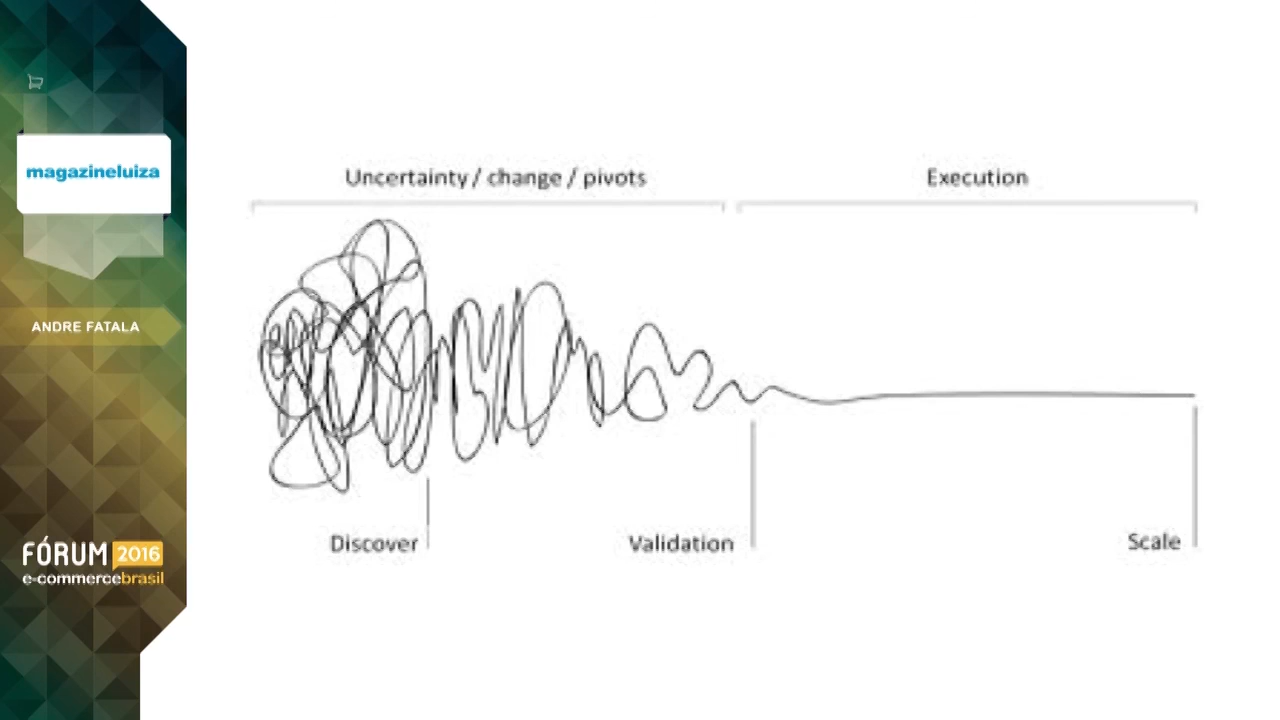 magazineluiza
ANDRE FATALA
FÓRUM 2016
e-commercebrasil
Uncertainty / change / pivots
Execution
Discover
Validation
Scale